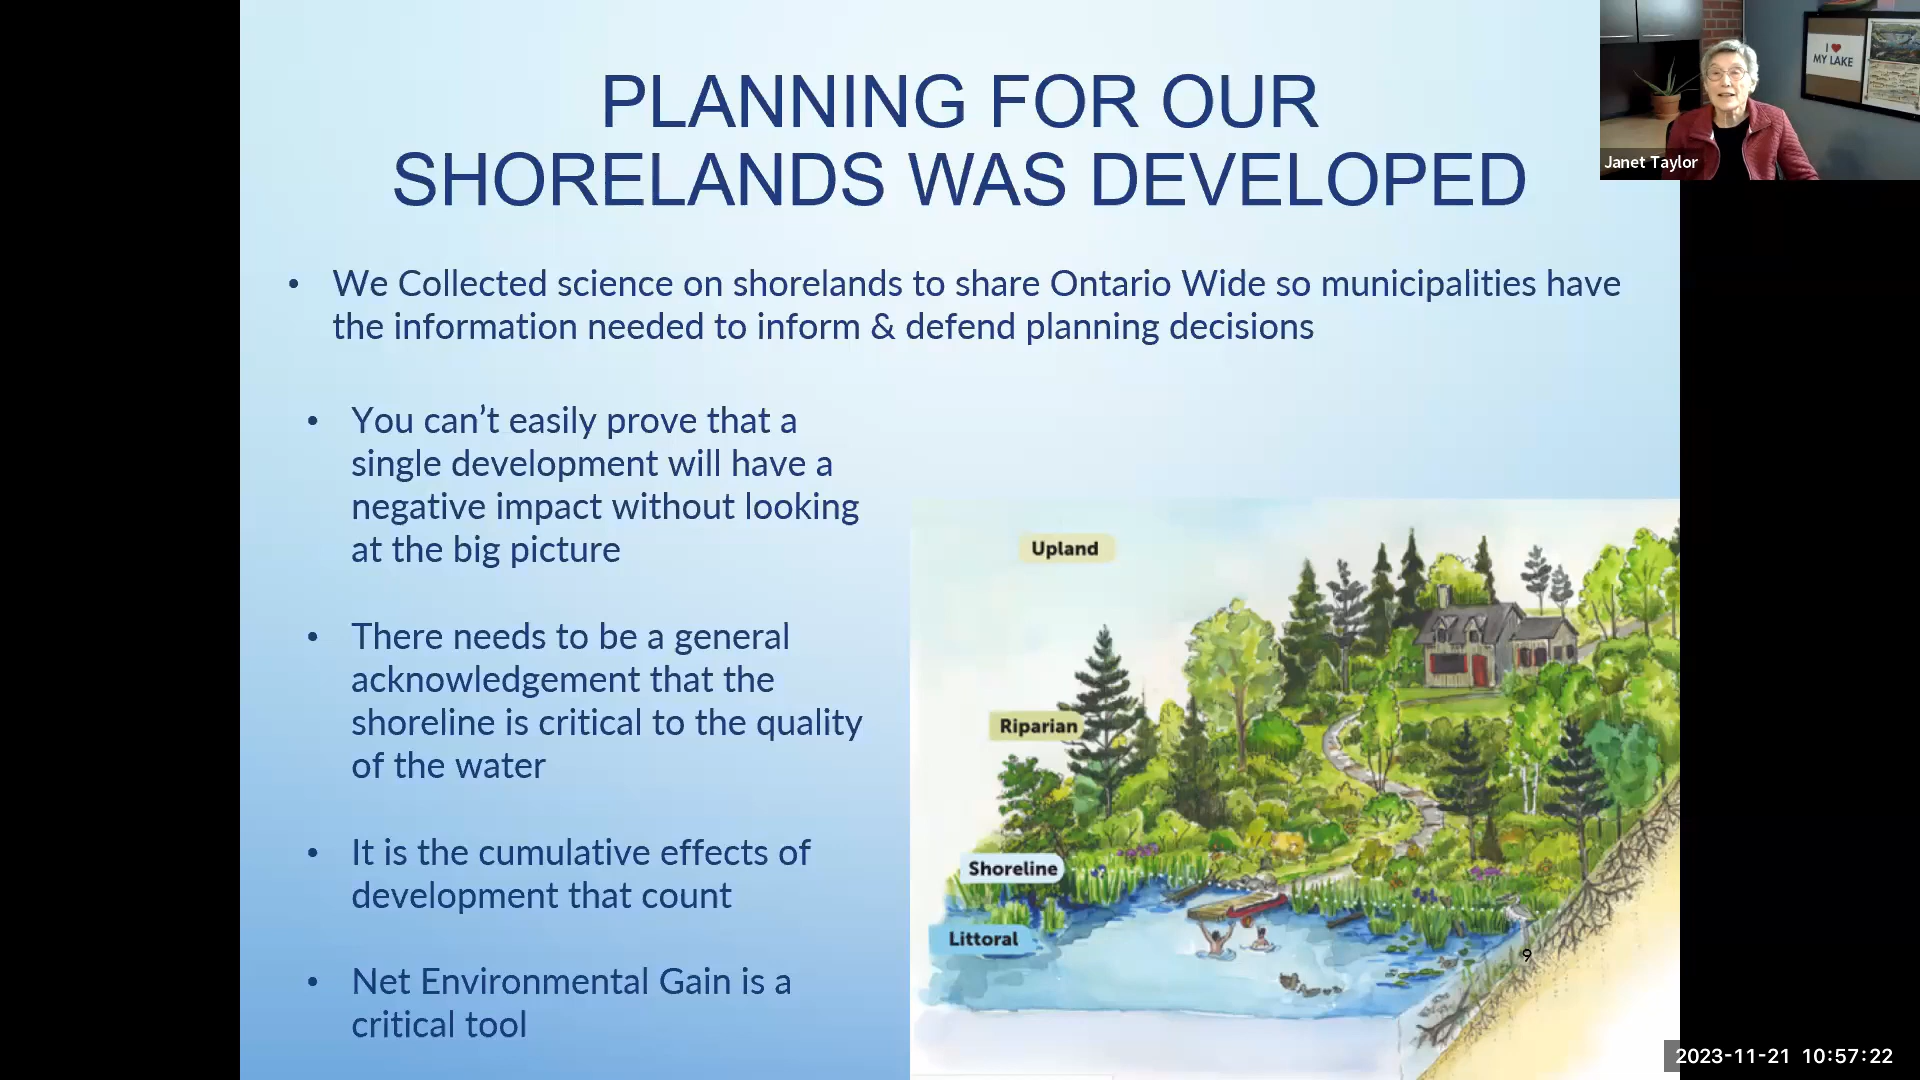 PLANNING FOR OUR
SHORELANDS WAS DEVELOPED
I ♥
MY LAKE
Janet Taylor
• We Collected science on shorelands to share Ontario Wide so municipalities have
the information needed to inform & defend planning decisions
• You can’t easily prove that a
single development will have a
negative impact without looking
at the big picture
• There needs to be a general
acknowledgement that the
shoreline is critical to the quality
of the water
• It is the cumulative effects of
development that count
• Net Environmental Gain is a
critical tool
Upland
Riparian
Shoreline
Littoral
9
2023-11-21 10:57:22